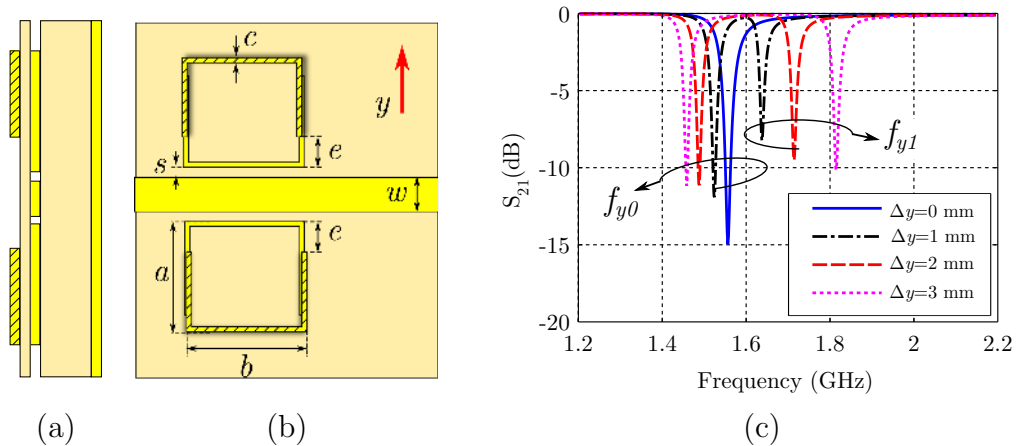 c
y
e
s
w
e
a
b
(a)
(b)
0
-5
-10
-15
-20
S21(dB)
fy1
fy0
Δy=0 mm
Δy=1 mm
Δy=2 mm
Δy=3 mm
1.2
1.4
1.6
1.8
2
2.2
Frequency (GHz)
(c)